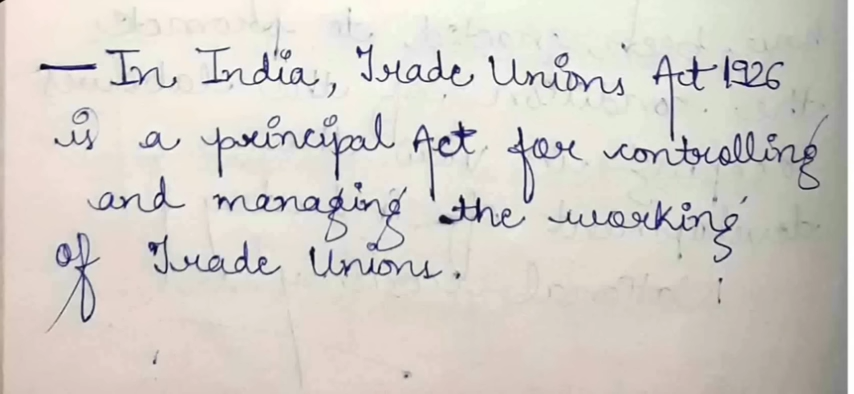 — In India, Trade Unions Act 1926
is a principal Act for controlling
and managing the working
of Trade Unions.